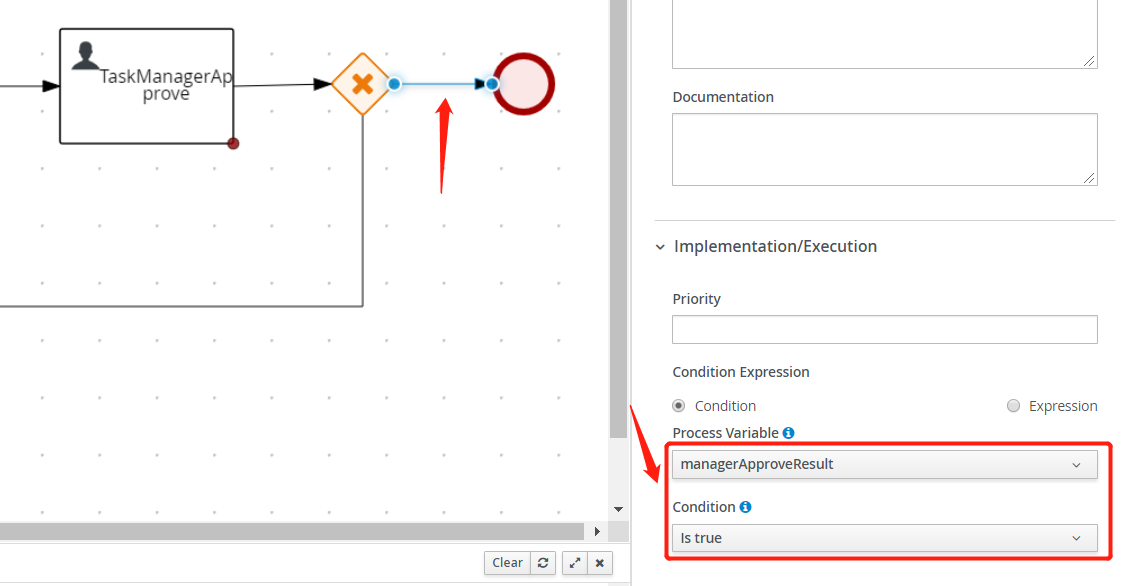 TaskManagerAp
prove
Clear
Documentation
Implementation/Execution
Priority
Condition Expression
Condition
Expression
Process Variable
managerApproveResult
Condition
Is true